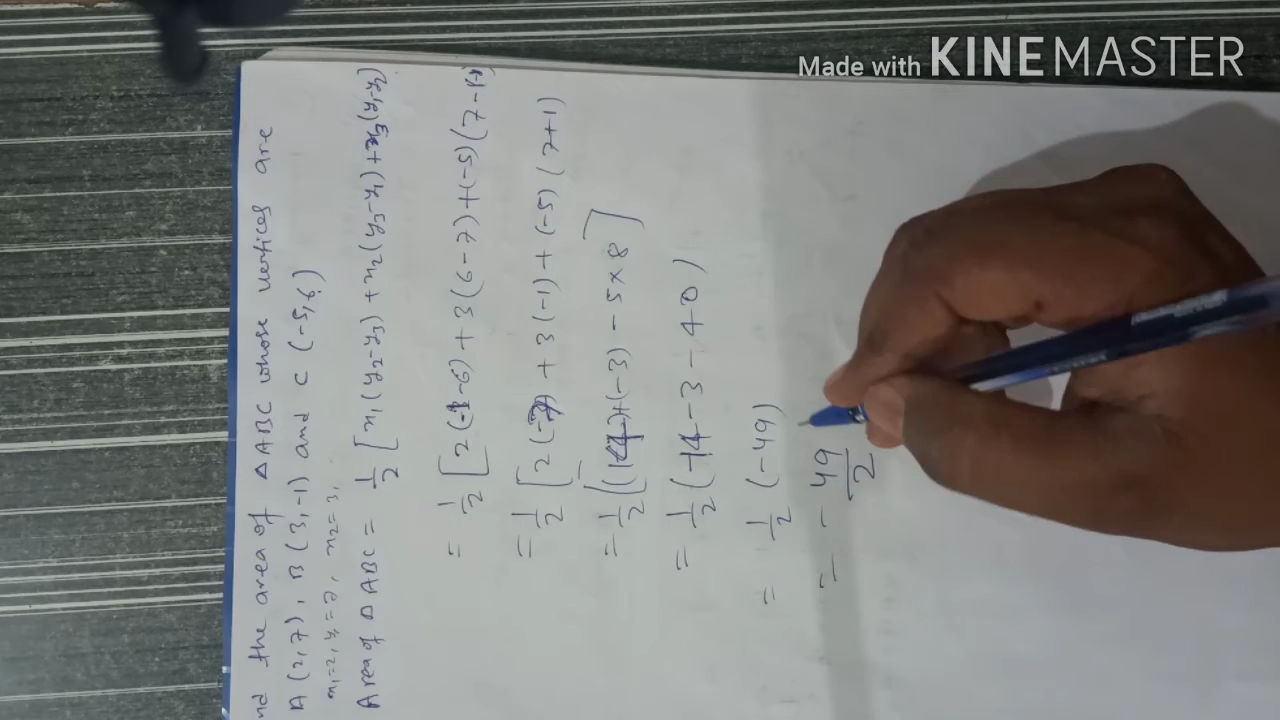 Made with KINEMASTER
nd the area of △ABC whose vertices are
A(2,7), B(3,-1) and C(-5,6)
x1=2, y=7, x2=3,
Area of △ABC = 1/2 [x1(y2-y3)+x2(y3-y1)+x3(y1-y2)]
= 1/2 [2(-1-6)+3(6-7)+(-5)(7-(-1))
= 1/2 [2(-7)+3(-1)+(-5)(7+1)
= 1/2 [(14)+(-3)-5×8]
= 1/2 (-14-3-40)
= 1/2 (-49)
= -49/2